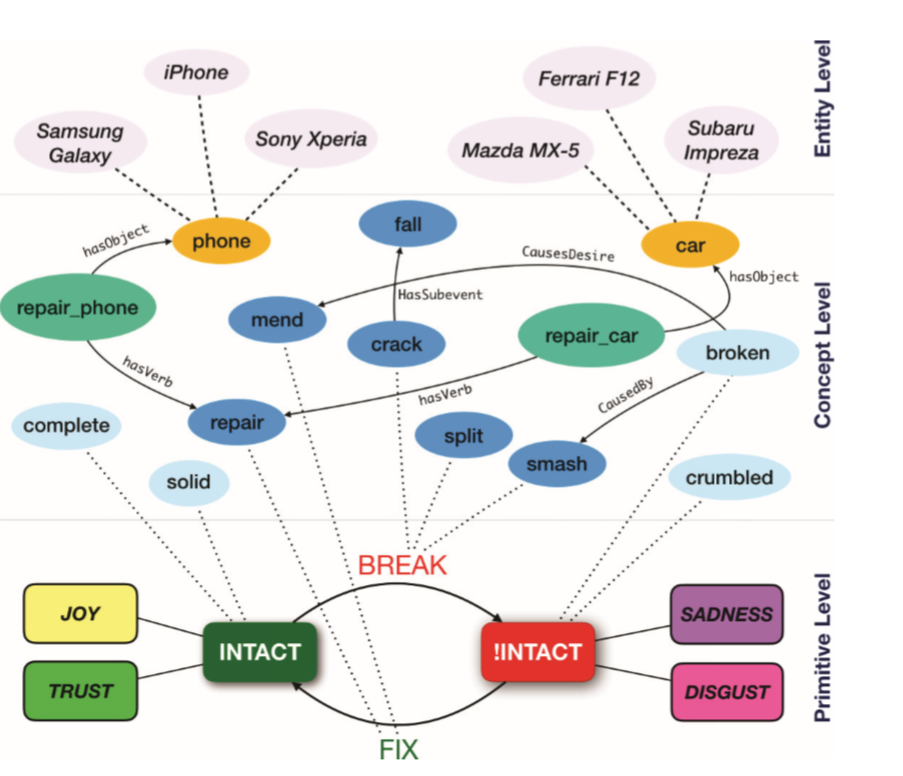 iPhone
Ferrari F12
Samsung
Galaxy
Sony Xperia
Mazda MX-5
Subaru
Impreza
Entity Level
hasObject
phone
fall
CausesDesire
car
hasObject
repair_phone
HasSubevent
mend
crack
repair_car
broken
hasVerb
hasVerb
CausedBy
complete
repair
split
smash
solid
crumbled
Concept Level
BREAK
JOY
INTACT
!INTACT
SADNESS
TRUST
DISGUST
FIX
Primitive Level